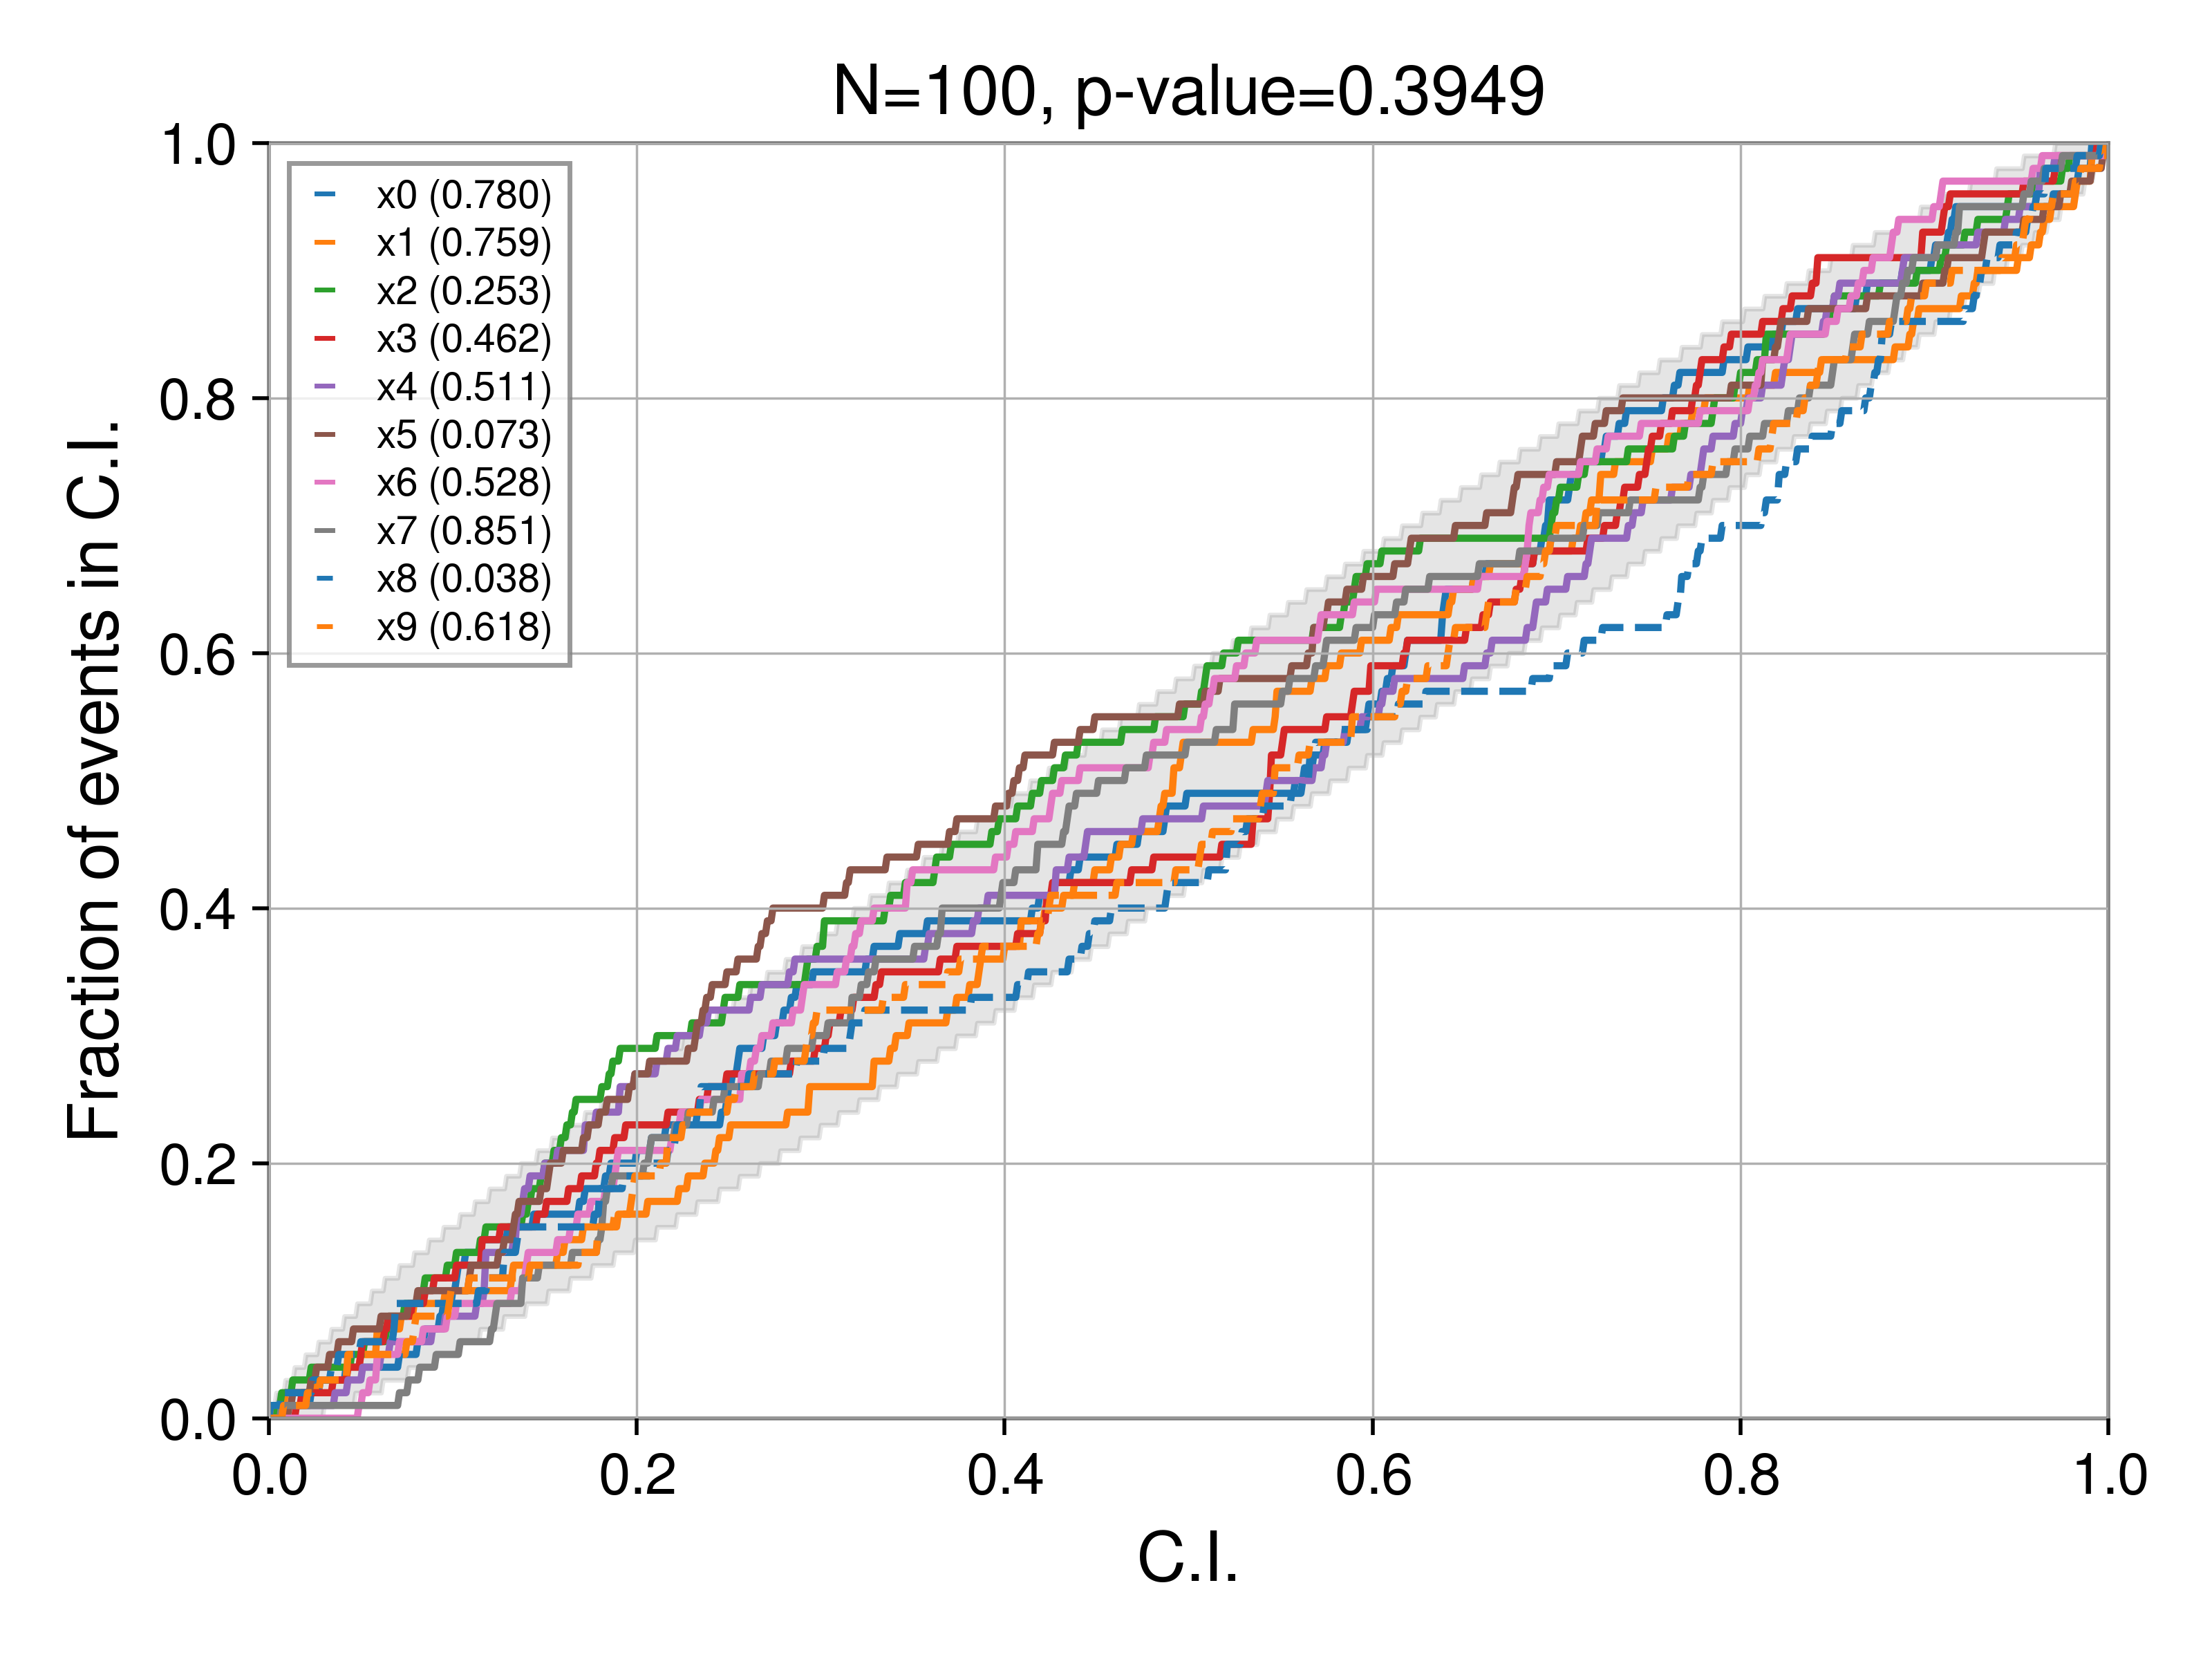 N=100, p-value=0.3949
1.0
0.8
0.6
0.4
0.2
0.0
Fraction of events in C.I.
x0 (0.780)
x1 (0.759)
x2 (0.253)
x3 (0.462)
x4 (0.511)
x5 (0.073)
x6 (0.528)
x7 (0.851)
x8 (0.038)
x9 (0.618)
0.0 0.2 0.4 0.6 0.8 1.0
C.I.